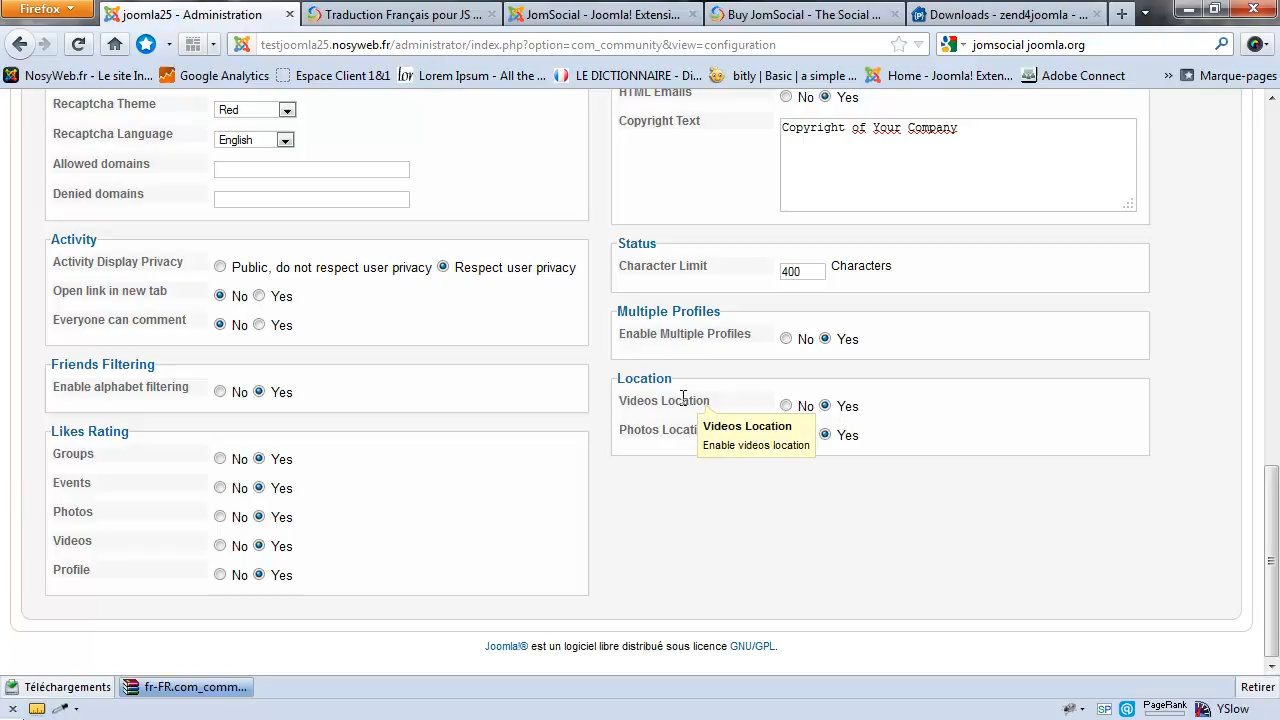 Firefox
joomla25 - Administration
Traduction Français pour JS ...
JomSocial - Joomla! Extensi...
Buy JomSocial - The Social ...
Downloads - zend4joomla - ...
testjoomla25.nosyweb.fr/administrator/index.php?option=com_community&view=configuration
jomsocial joomla.org
NosyWeb.fr - Le site In...
Google Analytics
Espace Client 1&1
Lorem Ipsum - All the ...
LE DICTIONNAIRE - Di...
bitly | Basic | a simple ...
Home - Joomla! Exten...
Adobe Connect
»
Marque-pages
Recaptcha Theme Red
Recaptcha Language English
Allowed domains
Denied domains
Activity
Activity Display Privacy Public, do not respect user privacy Respect user privacy
Open link in new tab No Yes
Everyone can comment No Yes
Friends Filtering
Enable alphabet filtering No Yes
Likes Rating
Groups No Yes
Events No Yes
Photos No Yes
Videos No Yes
Profile No Yes
HTML Emails No Yes
Copyright Text Copyright of Your Company
Status
Character Limit 400 Characters
Multiple Profiles
Enable Multiple Profiles No Yes
Location
Videos Location No Yes
Photos Locati Yes
Videos Location
Enable videos location
Joomla!® est un logiciel libre distribué sous licence GNU/GPL.
Téléchargements
fr-FR.com_comm...
Retirer
SP
PageRank
YSlow